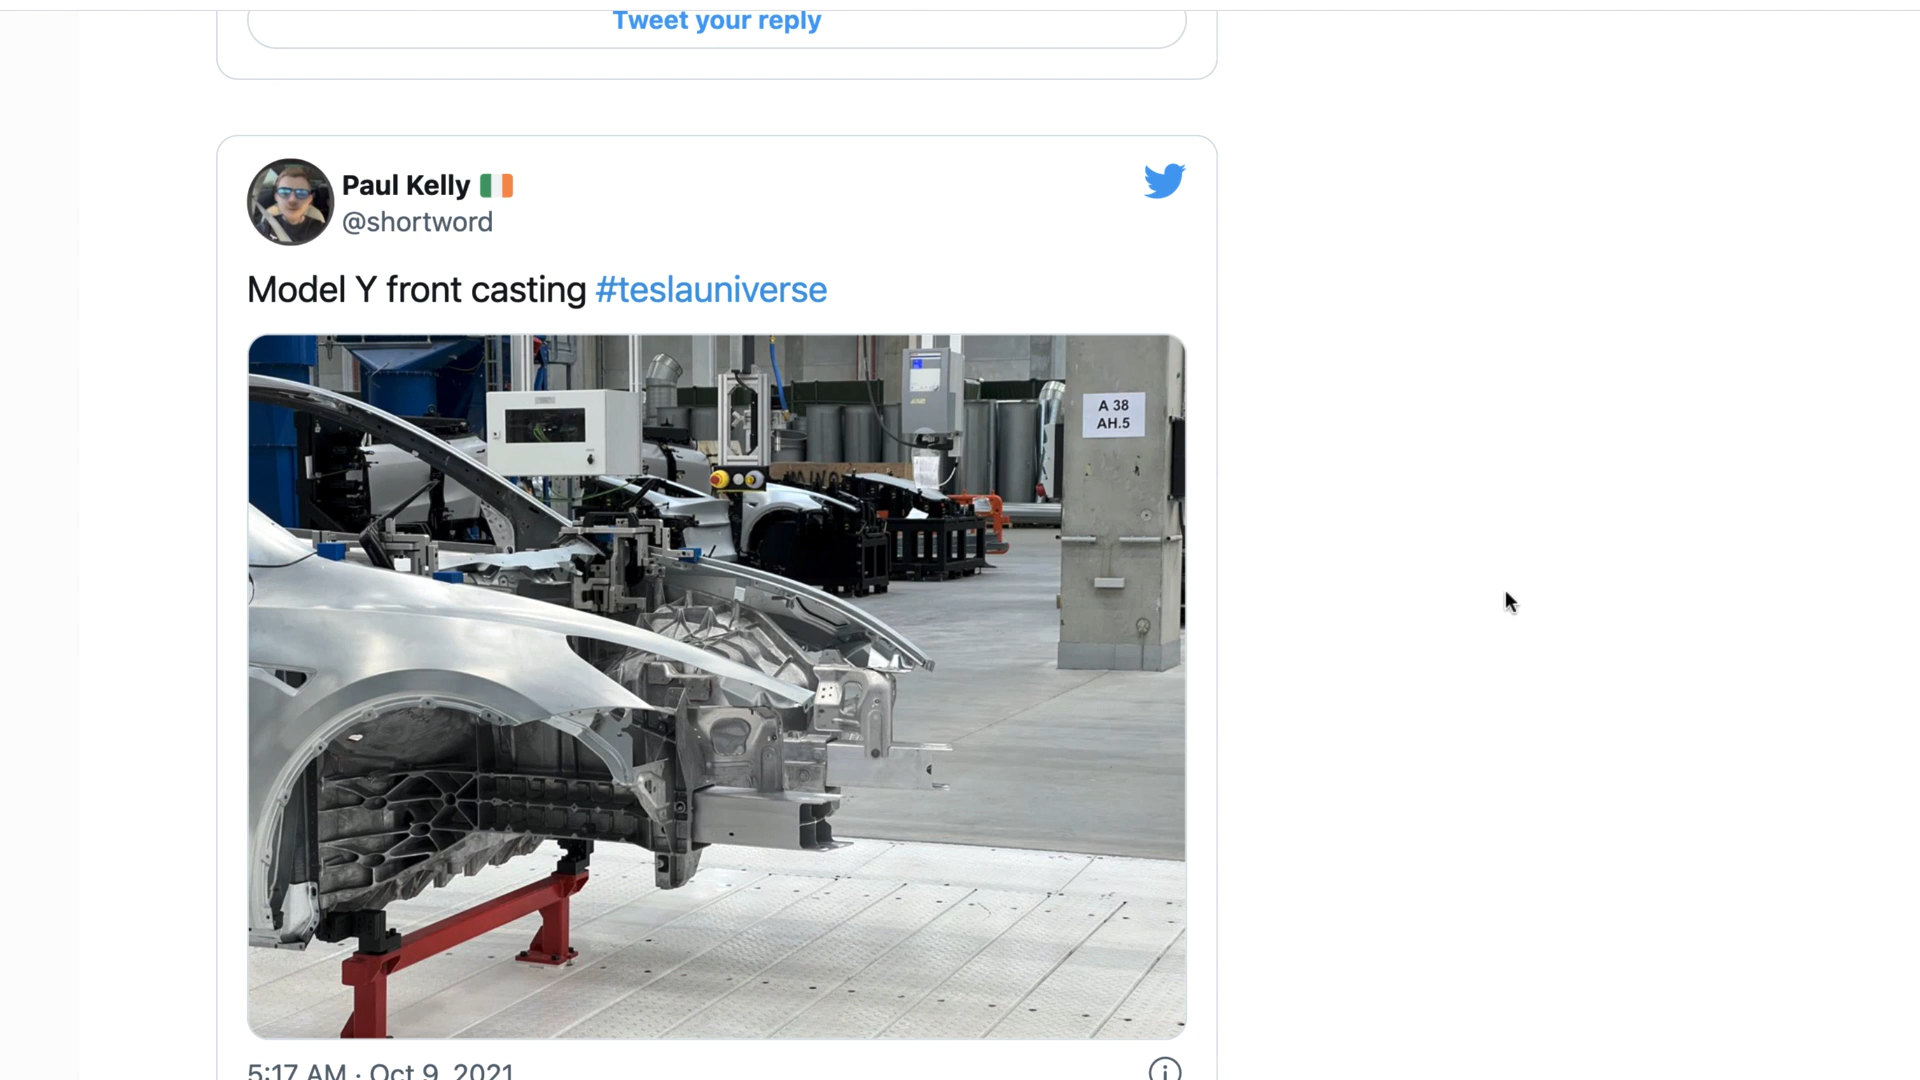 Tweet your reply
Paul Kelly 🇮🇪
@shortword
Model Y front casting #teslauniverse
A 38
AH.5
5:17 AM · Oct 9, 2021